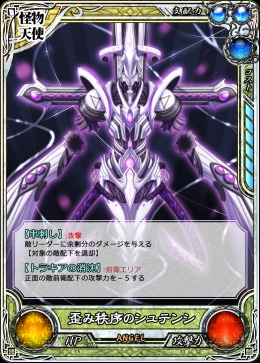 怪物
天使
支配力
コスト
【串刺し】:攻撃
敵リーダーに余剰分のダメージを与える
【対象の敵配下を退却】
【トラキアの消沈】:前衛エリア
正面の敵前衛配下の攻撃力を-5する
歪み秩序のシュテンシ
HP
ANGEL
攻撃力